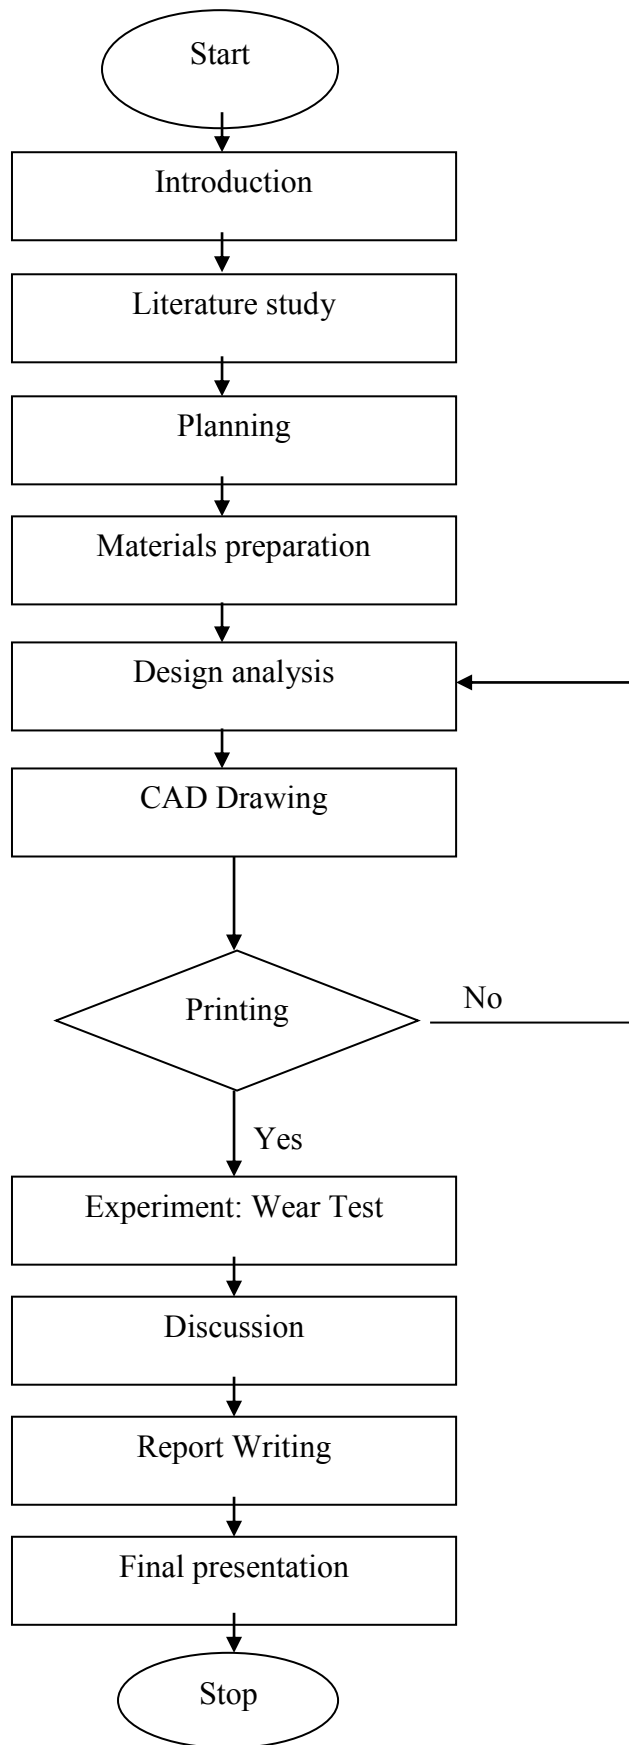 Start
Introduction
Literature study
Planning
Materials preparation
Design analysis
CAD Drawing
Printing
No
Yes
Experiment: Wear Test
Discussion
Report Writing
Final presentation
Stop